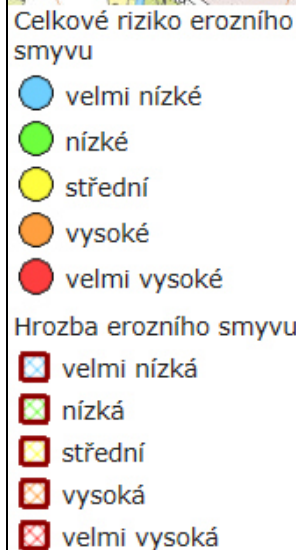 Celkové riziko erozního
smyvu
velmi nízké
nízké
střední
vysoké
velmi vysoké
Hrozba erozního smyvu
velmi nízká
nízká
střední
vysoká
velmi vysoká